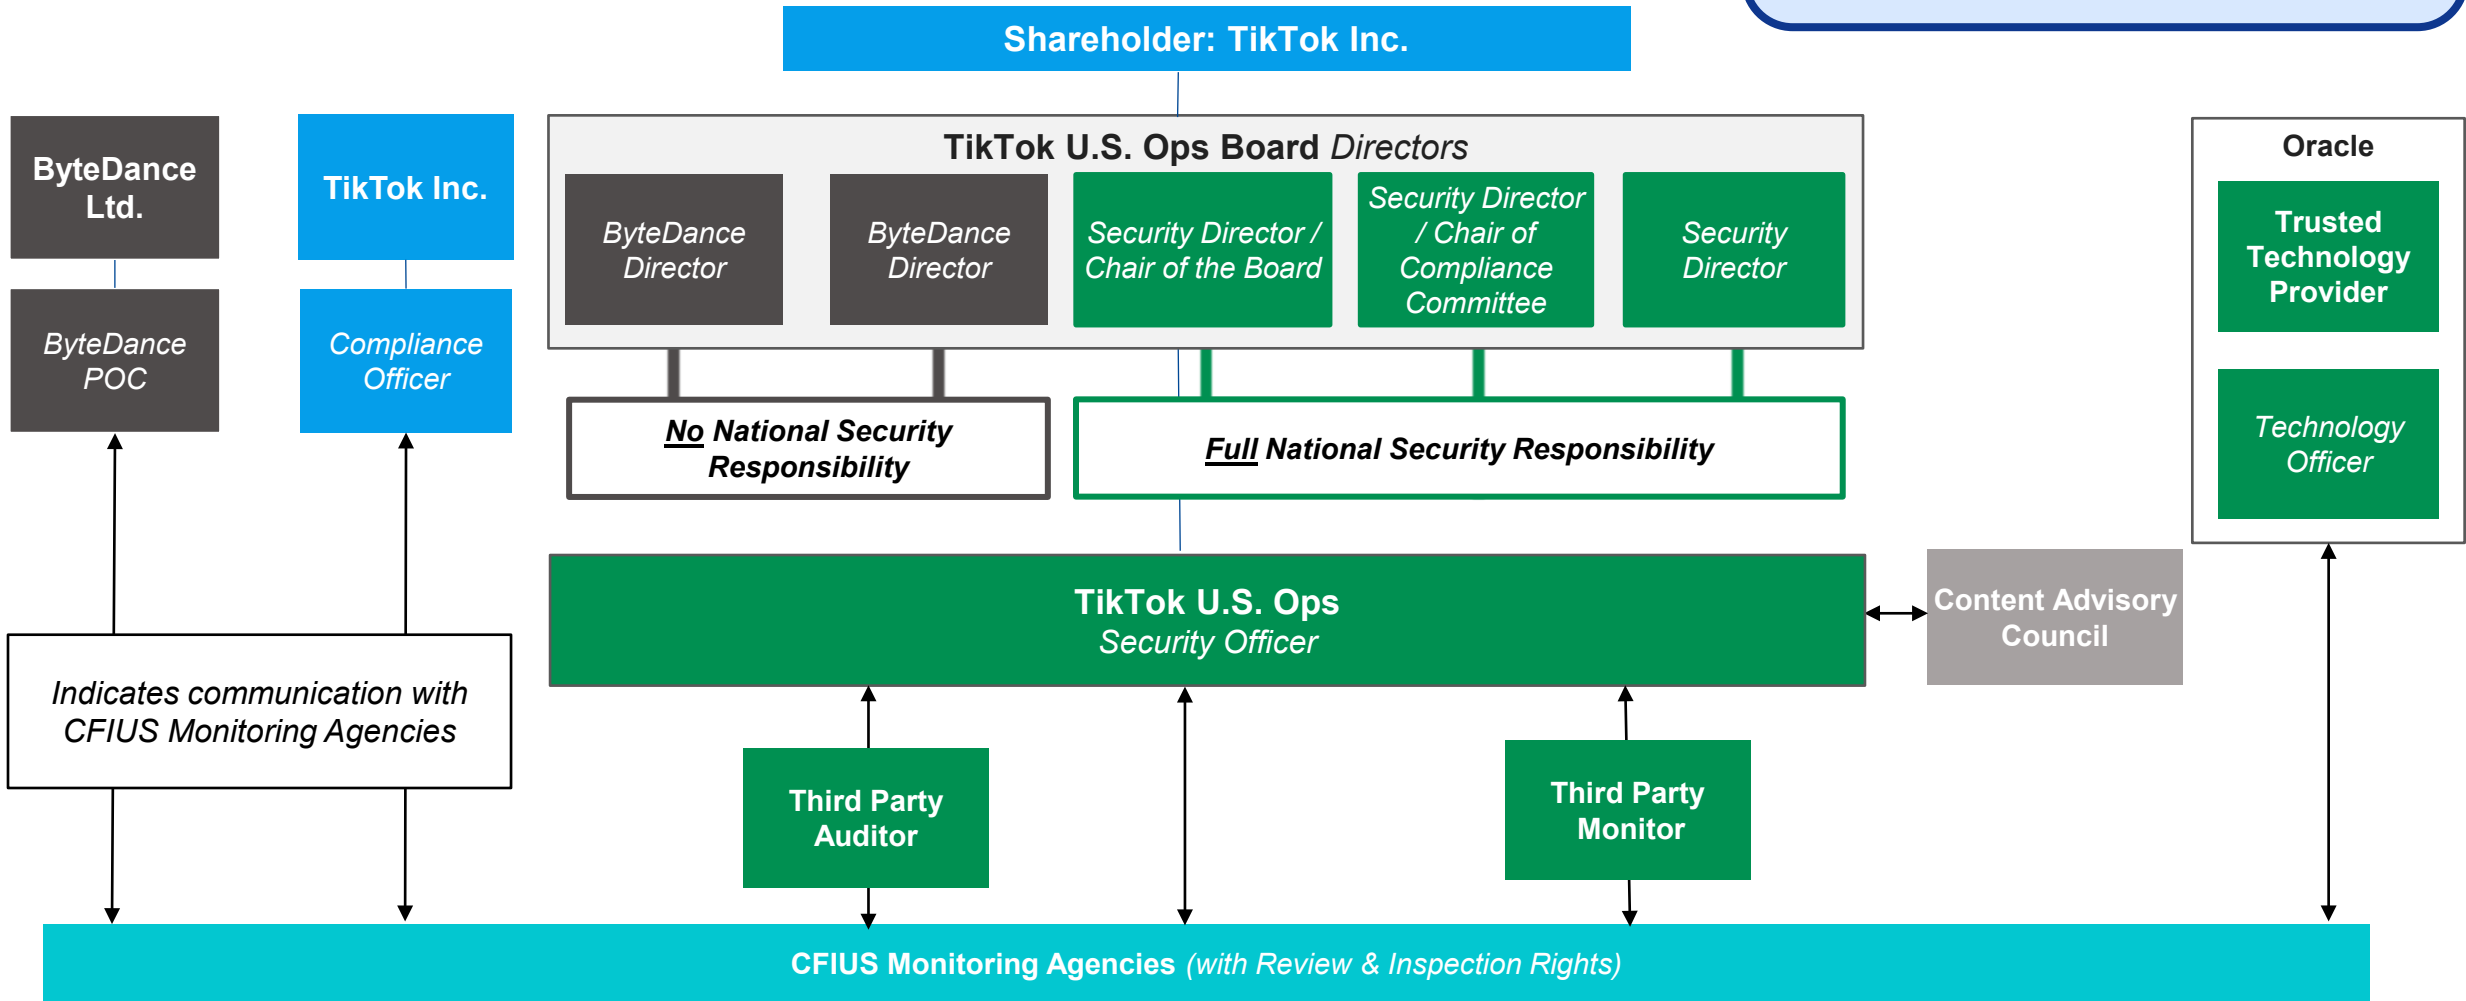 Shareholder: TikTok Inc.
ByteDance
Ltd.
TikTok Inc.
TikTok U.S. Ops Board Directors
ByteDance
Director
ByteDance
Director
Security Director /
Chair of the Board
Security Director
/ Chair of
Compliance
Committee
Security
Director
Oracle
Trusted
Technology
Provider
Technology
Officer
ByteDance
POC
Compliance
Officer
No National Security
Responsibility
Full National Security Responsibility
TikTok U.S. Ops
Security Officer
Content Advisory
Council
Indicates communication with
CFIUS Monitoring Agencies
Third Party
Auditor
Third Party
Monitor
CFIUS Monitoring Agencies (with Review & Inspection Rights)